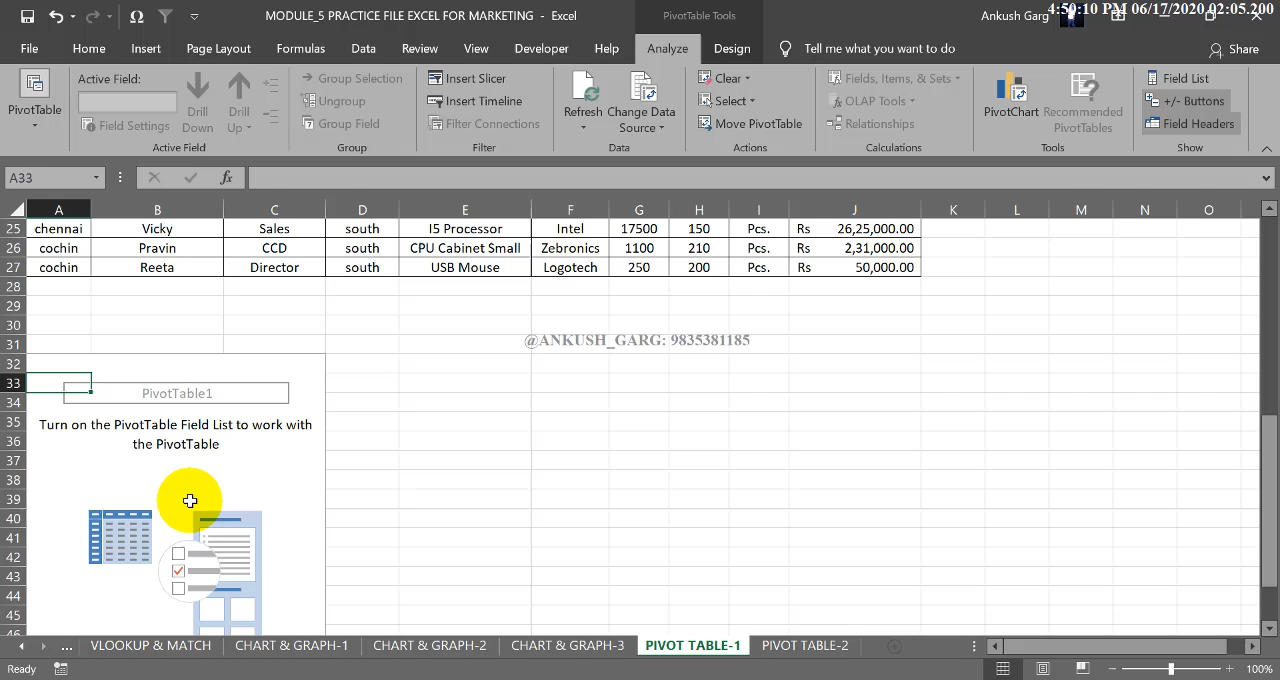 MODULE_5 PRACTICE FILE EXCEL FOR MARKETING - Excel
PivotTable Tools
Ankush Garg
4:50:10 PM 06/17/2020 02:05.200
File Home Insert Page Layout Formulas Data Review View Developer Help Analyze Design Tell me what you want to do Share
PivotTable
Active Field:
Field Settings
Drill Down
Drill Up
Active Field
Group Selection
Ungroup
Group Field
Group
Insert Slicer
Insert Timeline
Filter Connections
Filter
Refresh
Change Data Source
Data
Clear
Select
Move PivotTable
Actions
Fields, Items, & Sets
OLAP Tools
Relationships
Calculations
PivotChart
Recommended PivotTables
Tools
Field List
+/- Buttons
Field Headers
Show
A33
fx
A B C D E F G H I J K L M N O
25 chennai Vicky Sales south I5 Processor Intel 17500 150 Pcs. Rs 26,25,000.00
26 cochin Pravin CCD south CPU Cabinet Small Zebronics 1100 210 Pcs. Rs 2,31,000.00
27 cochin Reeta Director south USB Mouse Logotech 250 200 Pcs. Rs 50,000.00
28
29
30
31
@ANKUSH_GARG: 9835381185
32
33
34
PivotTable1
35
Turn on the PivotTable Field List to work with
36
the PivotTable
37
38
39
40
41
42
43
44
45
46
... VLOOKUP & MATCH CHART & GRAPH-1 CHART & GRAPH-2 CHART & GRAPH-3 PIVOT TABLE-1 PIVOT TABLE-2
Ready
100%